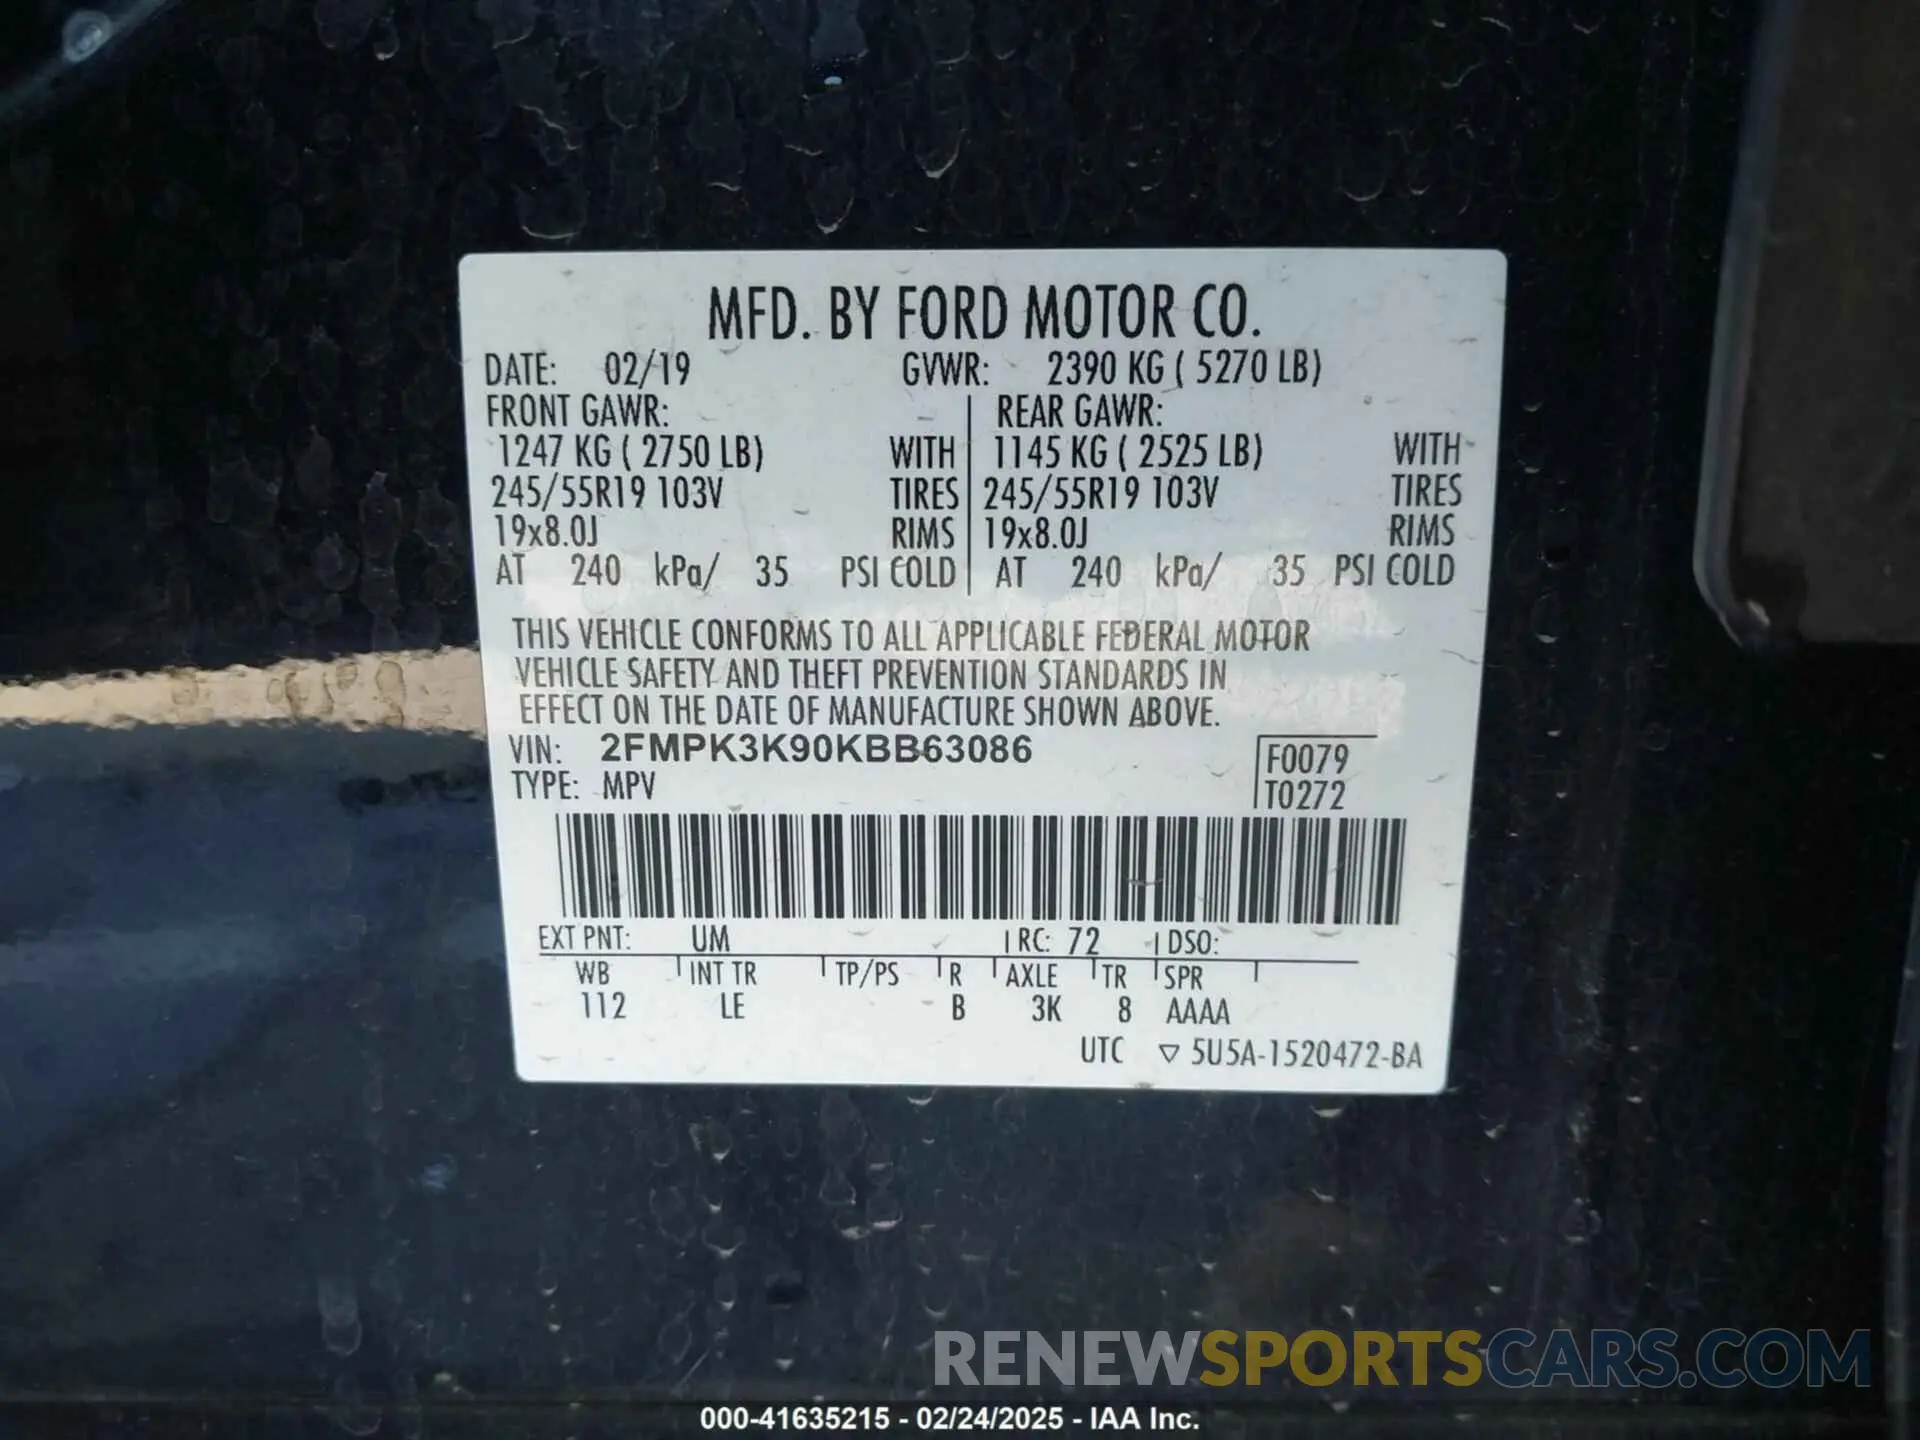 MFD. BY FORD MOTOR CO.
DATE: 02/19 GVWR: 2390 KG ( 5270 LB)
FRONT GAWR: REAR GAWR:
1247 KG ( 2750 LB) WITH 1145 KG ( 2525 LB) WITH
245/55R19 103V TIRES 245/55R19 103V TIRES
19x8.0J RIMS 19x8.0J RIMS
AT 240 kPa/ 35 PSI COLD AT 240 kPa/ 35 PSI COLD
THIS VEHICLE CONFORMS TO ALL APPLICABLE FEDERAL MOTOR
VEHICLE SAFETY AND THEFT PREVENTION STANDARDS IN
EFFECT ON THE DATE OF MANUFACTURE SHOWN ABOVE.
VIN: 2FMPK3K90KBB63086 F0079
TYPE: MPV T0272
EXT PNT: UM RC: 72 DSO:
WB INT TR TP/PS R AXLE TR SPR
112 LE B 3K 8 AAAA
UTC ▽ 5U5A-1520472-BA
RENEWSPORTSCARS.COM
000-41635215 - 02/24/2025 - IAA Inc.